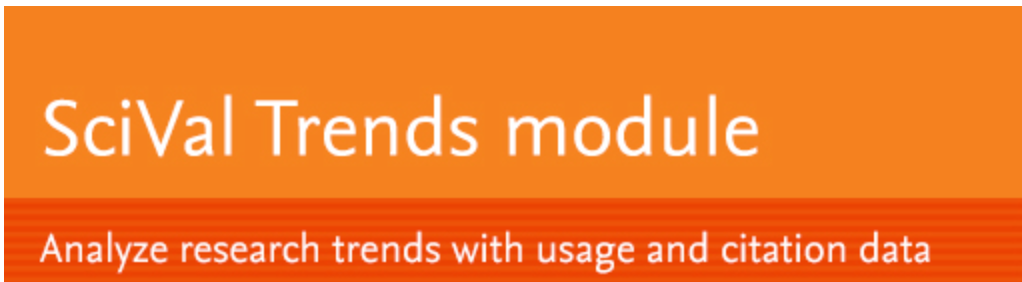 SciVal Trends module
Analyze research trends with usage and citation data